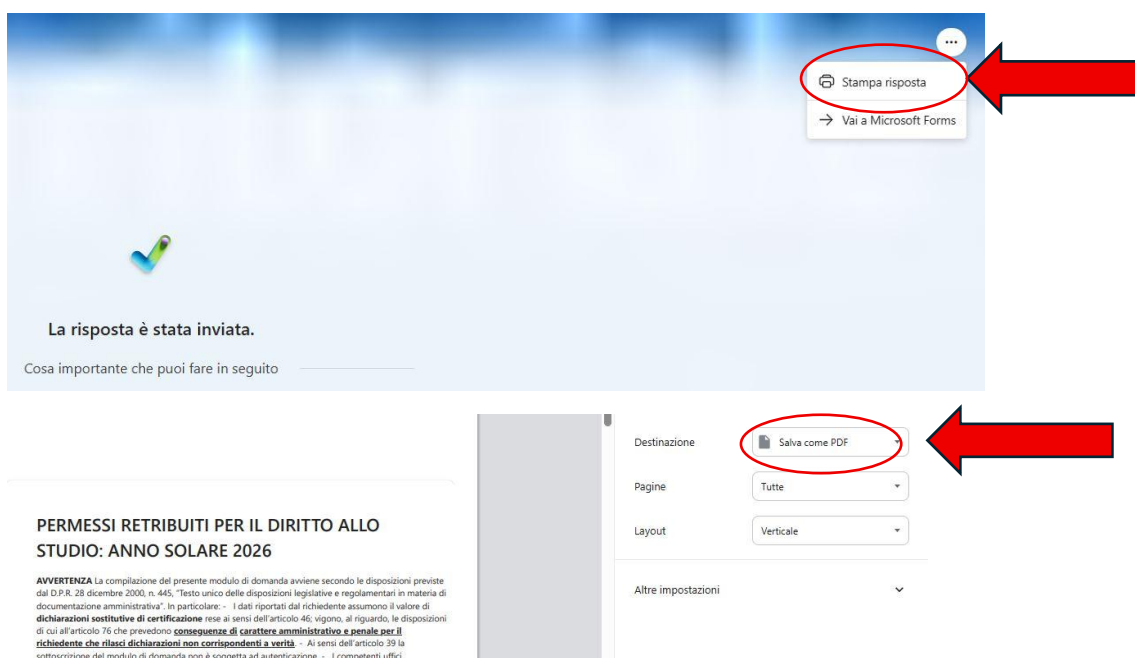 Stampa risposta
Vai a Microsoft Forms
La risposta è stata inviata.
Cosa importante che puoi fare in seguito
Destinazione
Salva come PDF
Pagine
Tutte
Layout
Verticale
Altre impostazioni
PERMESSI RETRIBUITI PER IL DIRITTO ALLO
STUDIO: ANNO SOLARE 2026
AVVERTENZA La compilazione del presente modulo di domanda avviene secondo le disposizioni previste
dal D.P.R. 28 dicembre 2000, n. 445, "Testo unico delle disposizioni legislative e regolamentari in materia di
documentazione amministrativa". In particolare: - I dati riportati dal richiedente assumono il valore di
dichiarazioni sostitutive di certificazione rese ai sensi dell'articolo 46; vigono, al riguardo, le disposizioni
di cui all'articolo 76 che prevedono conseguenze di carattere amministrativo e penale per il
richiedente che rilasci dichiarazioni non corrispondenti a verità. - Ai sensi dell'articolo 39 la
sottoscrizione del modulo di domanda non è soggetta ad autenticazione. - I competenti uffici